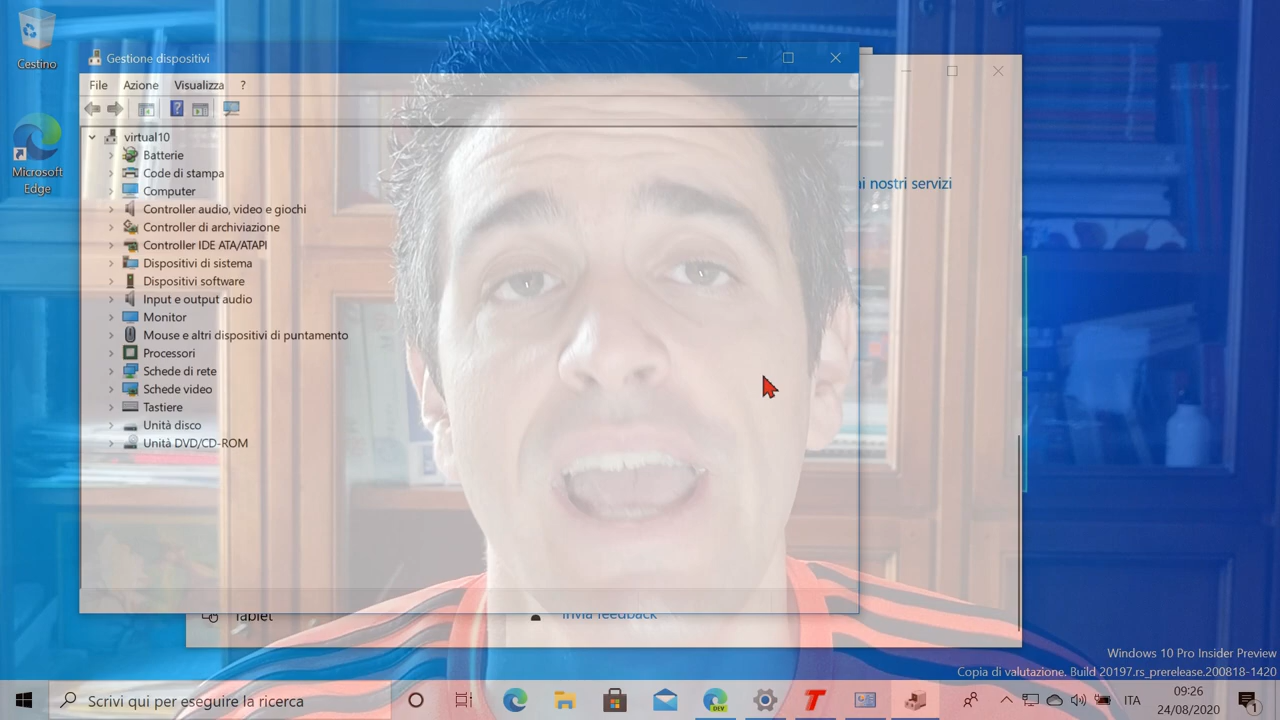 Cestino
Microsoft
Edge
Gestione dispositivi
File Azione Visualizza ?
virtual10
Batterie
Code di stampa
Computer
Controller audio, video e giochi
Controller di archiviazione
Controller IDE ATA/ATAPI
Dispositivi di sistema
Dispositivi software
Input e output audio
Monitor
Mouse e altri dispositivi di puntamento
Processori
Schede di rete
Schede video
Tastiere
Unità disco
Unità DVD/CD-ROM
ai nostri servizi
Tablet
Invia feedback
Windows 10 Pro Insider Preview
Copia di valutazione. Build 20197.rs_prerelease.200818-1420
Scrivi qui per eseguire la ricerca
DEV
T
ITA
09:26
24/08/2020
1